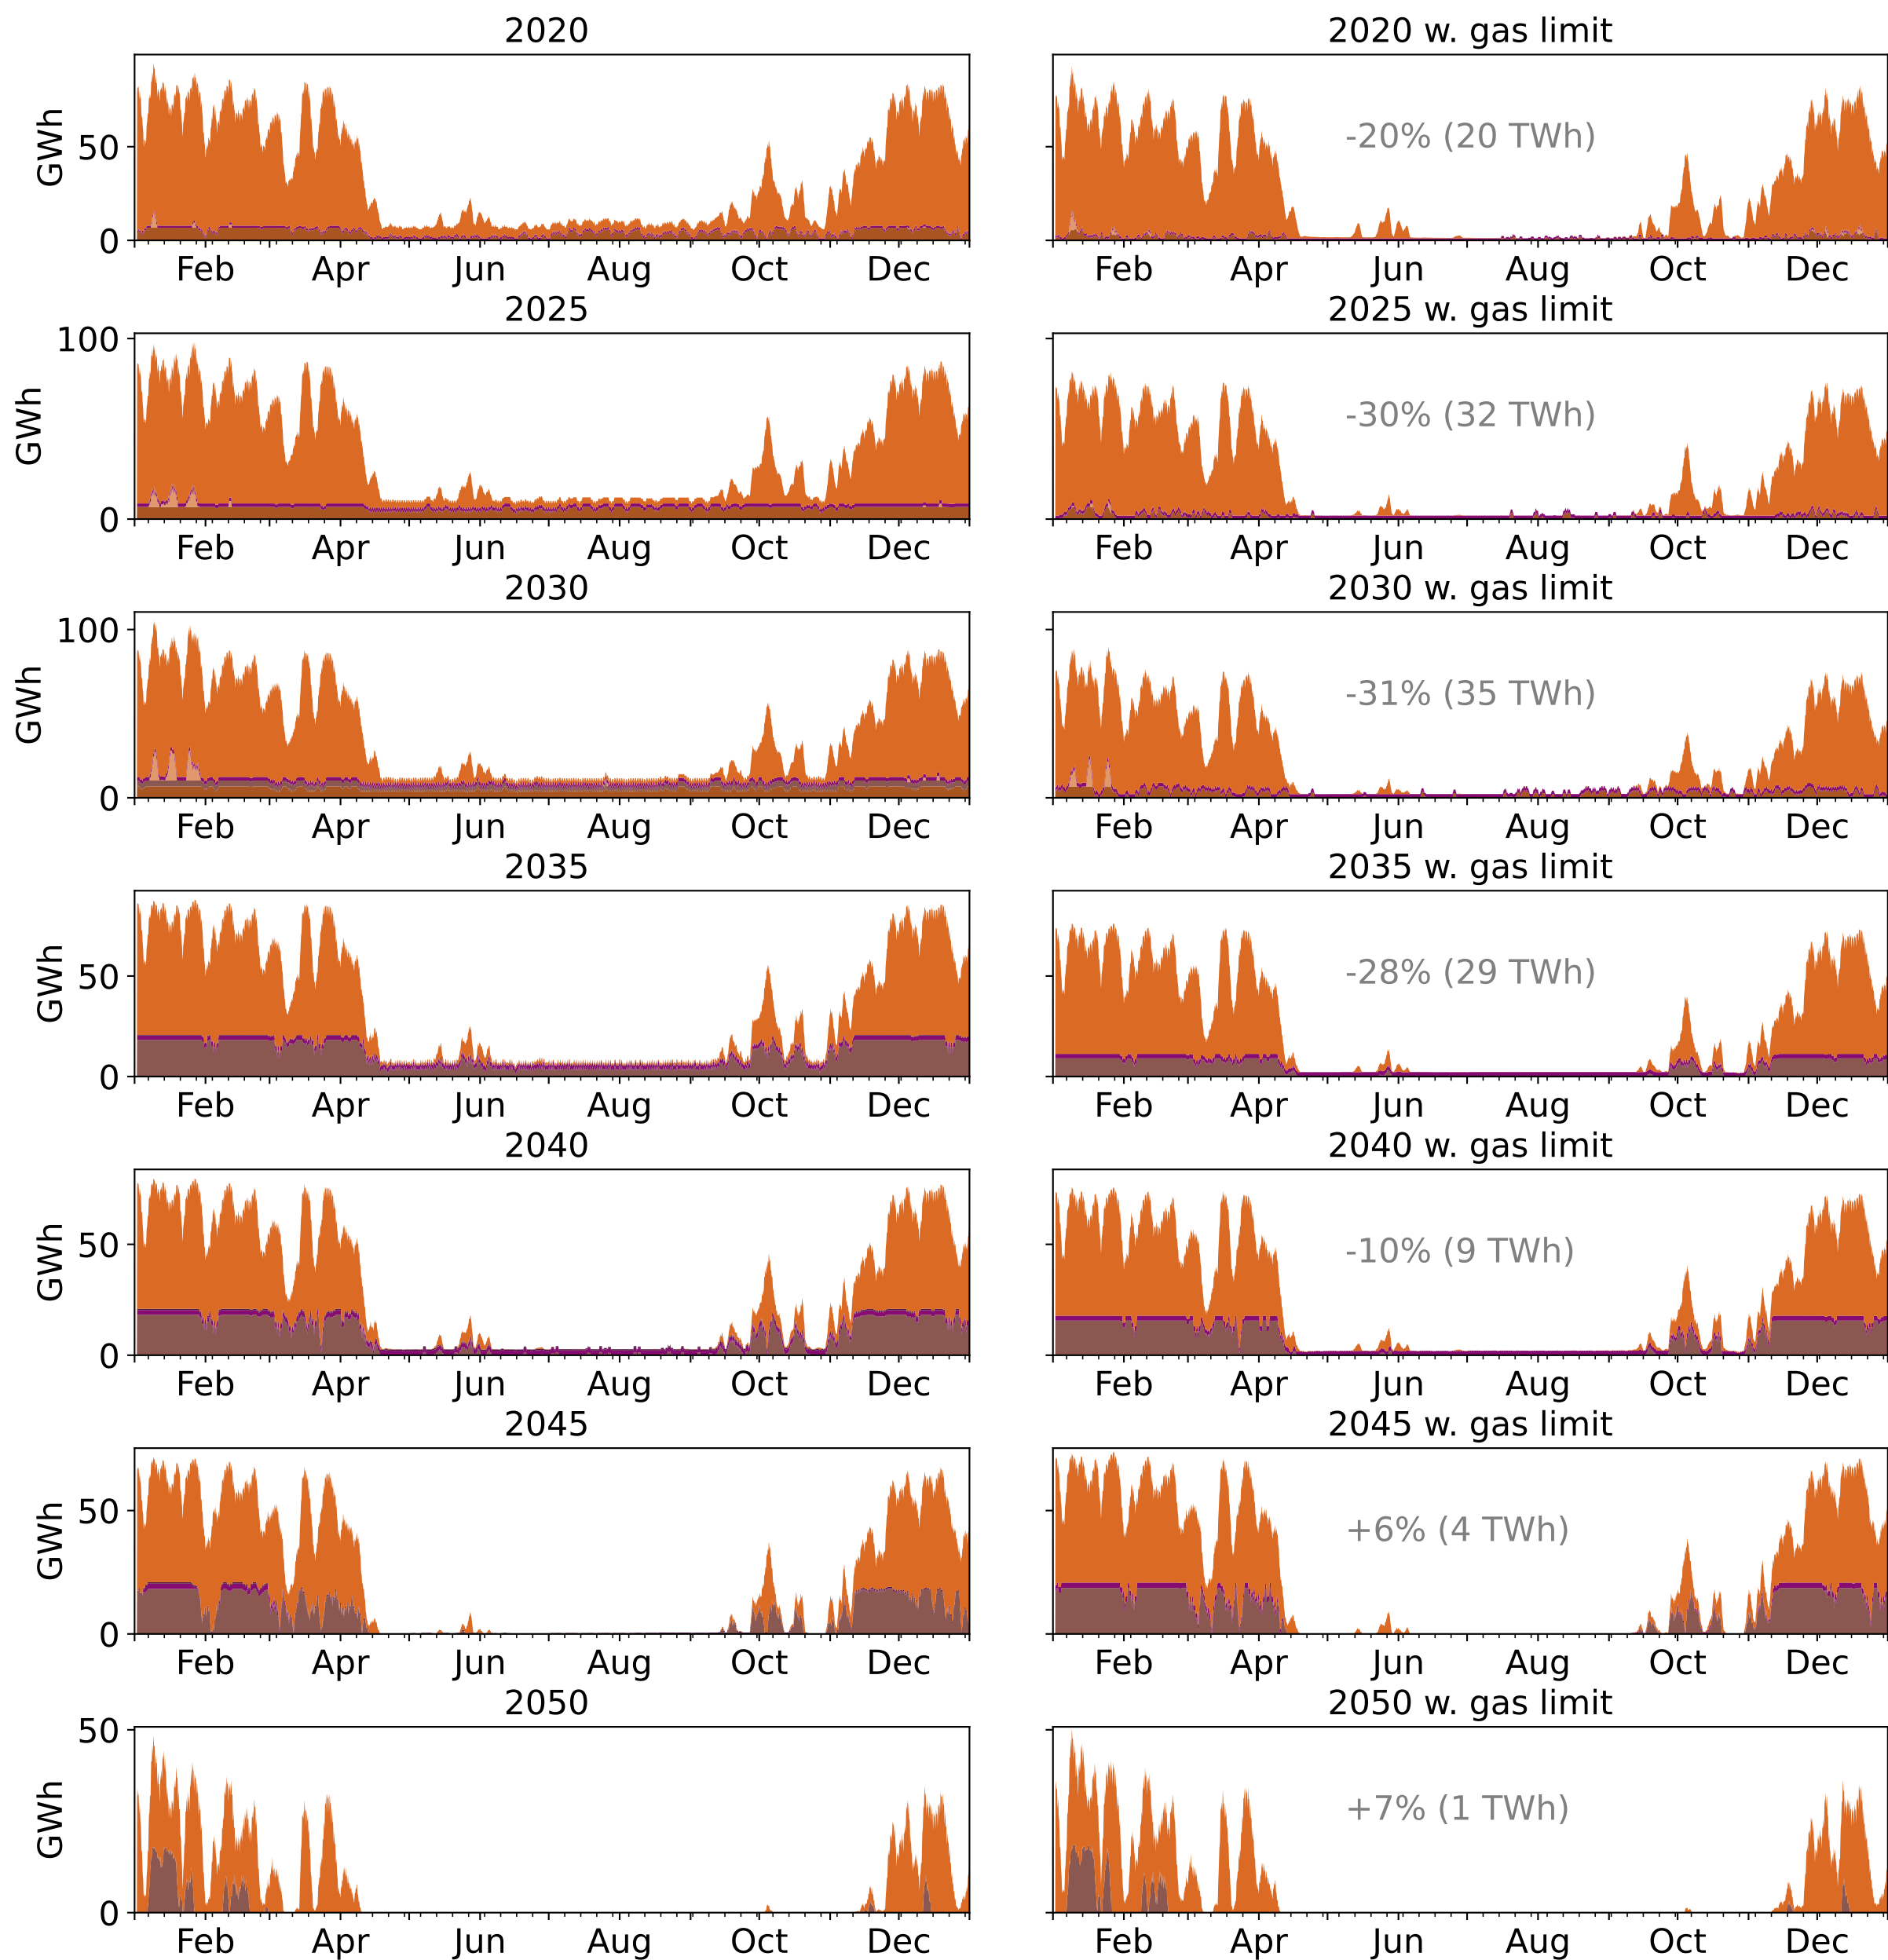 2020 2020 w. gas limit
GWh
50
0
-20% (20 TWh)
Feb Apr Jun Aug Oct Dec Feb Apr Jun Aug Oct Dec
2025 2025 w. gas limit
GWh
100
0
-30% (32 TWh)
Feb Apr Jun Aug Oct Dec Feb Apr Jun Aug Oct Dec
2030 2030 w. gas limit
GWh
100
0
-31% (35 TWh)
Feb Apr Jun Aug Oct Dec Feb Apr Jun Aug Oct Dec
2035 2035 w. gas limit
GWh
50
0
-28% (29 TWh)
Feb Apr Jun Aug Oct Dec Feb Apr Jun Aug Oct Dec
2040 2040 w. gas limit
GWh
50
0
-10% (9 TWh)
Feb Apr Jun Aug Oct Dec Feb Apr Jun Aug Oct Dec
2045 2045 w. gas limit
GWh
50
0
+6% (4 TWh)
Feb Apr Jun Aug Oct Dec Feb Apr Jun Aug Oct Dec
2050 2050 w. gas limit
GWh
50
0
+7% (1 TWh)
Feb Apr Jun Aug Oct Dec Feb Apr Jun Aug Oct Dec